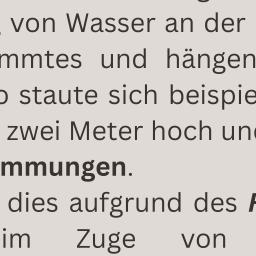 von Wasser an der
mmtes und hängen
o staute sich beispie
zwei Meter hoch und
mmungen.
dies aufgrund des
im Zuge von